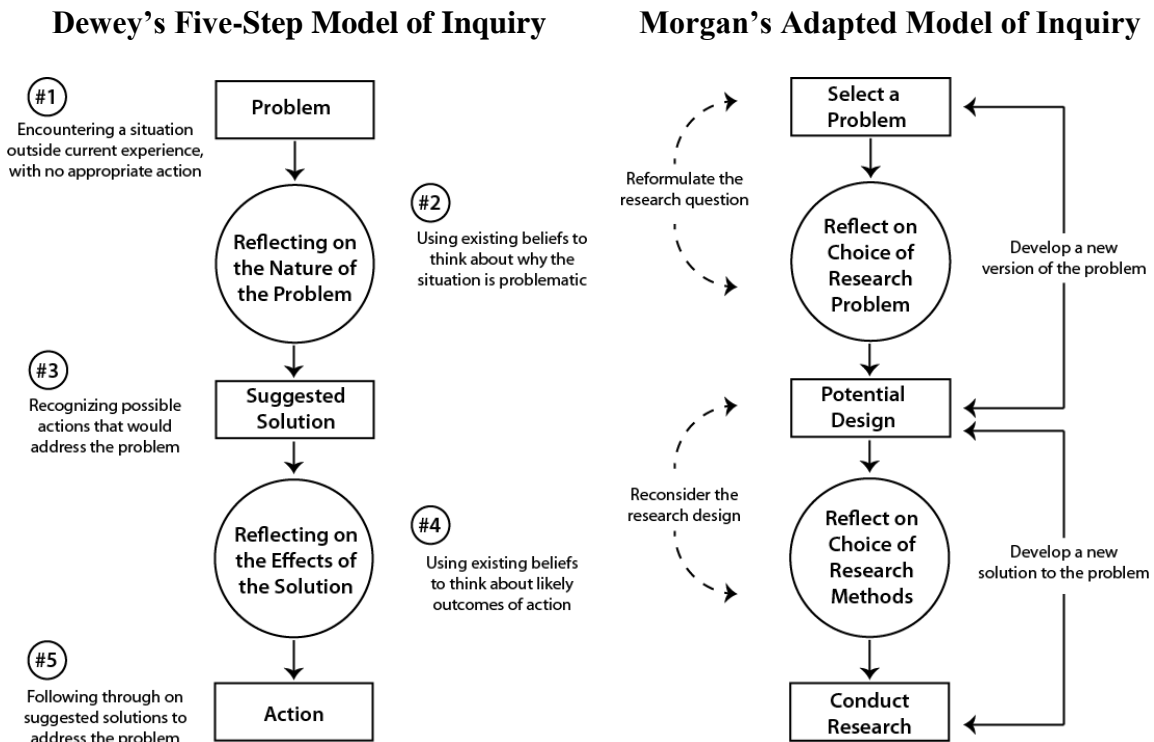 Dewey's Five-Step Model of Inquiry
#1
Encountering a situation
outside current experience,
with no appropriate action
Problem
#2
Using existing beliefs to
think about why the
situation is problematic
Reflecting on
the Nature of
the Problem
#3
Recognizing possible
actions that would
address the problem
Suggested
Solution
#4
Using existing beliefs
to think about likely
outcomes of action
Reflecting on
the Effects of
the Solution
#5
Following through on
suggested solutions to
address the problem
Action
Morgan's Adapted Model of Inquiry
Select a
Problem
Reformulate the
research question
Reflect on
Choice of
Research
Problem
Develop a new
version of the problem
Potential
Design
Reconsider the
research design
Reflect on
Choice of
Research
Methods
Develop a new
solution to the problem
Conduct
Research